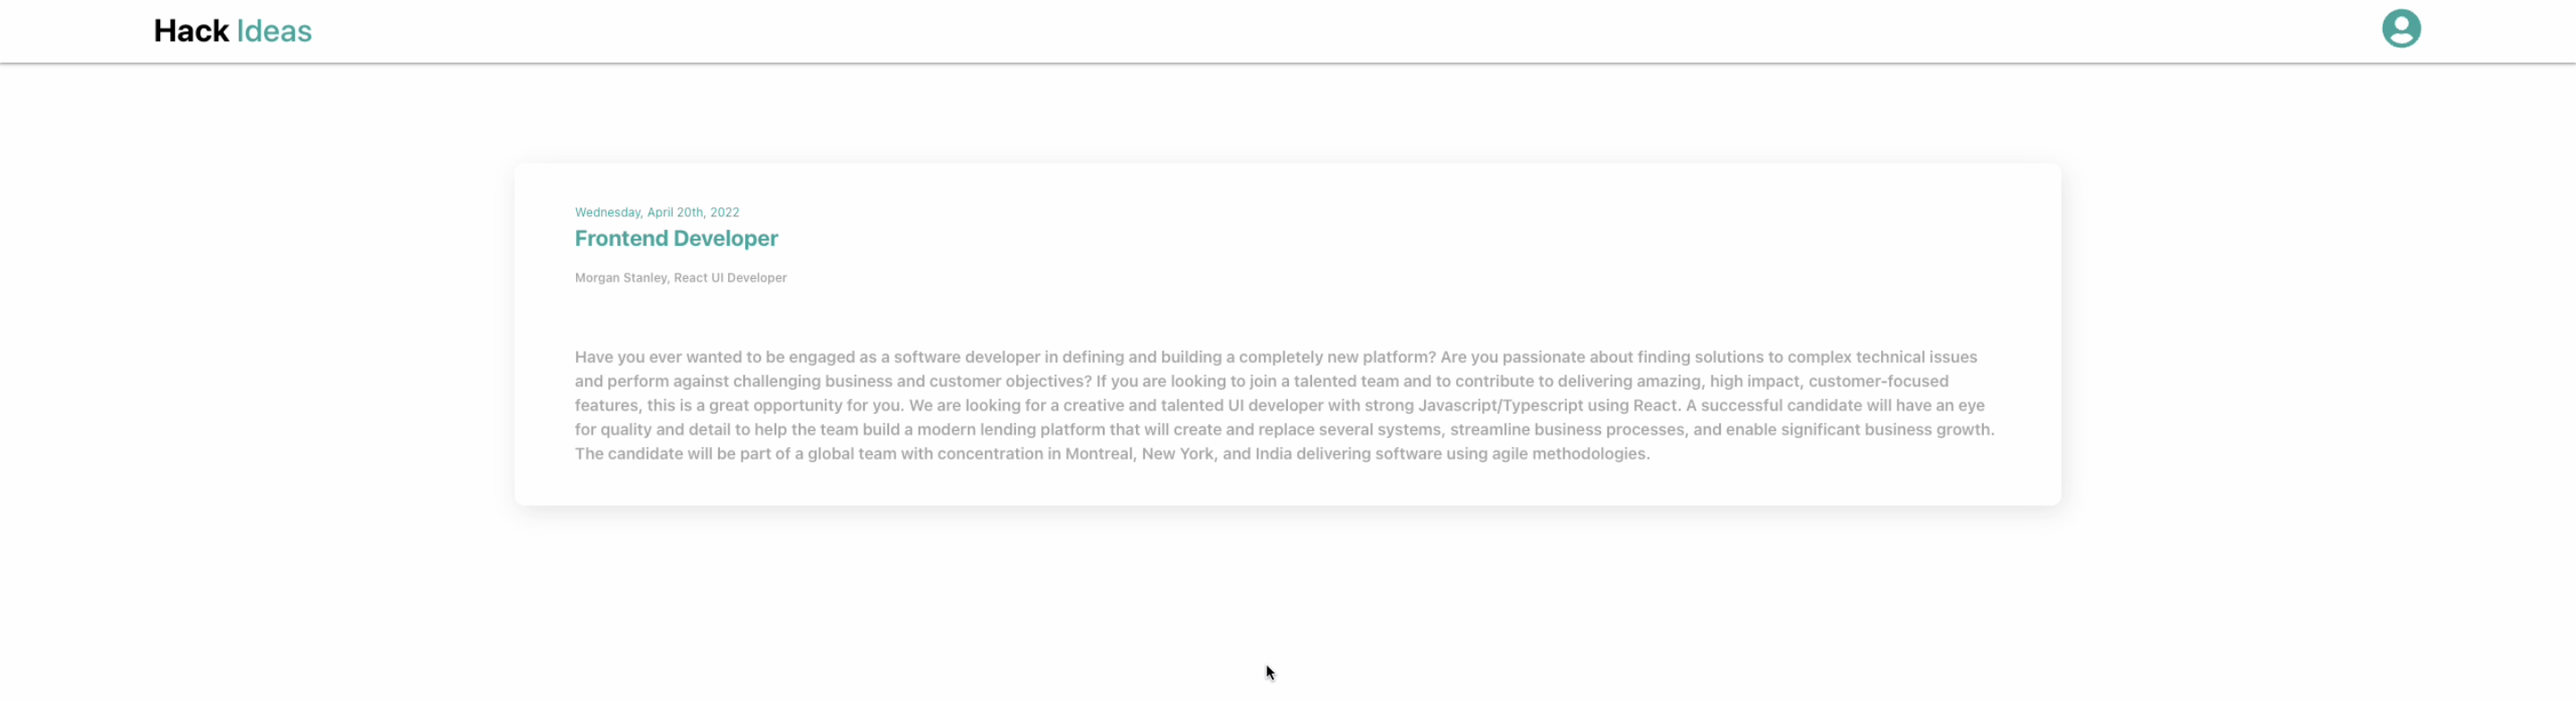 Hack Ideas
Wednesday, April 20th, 2022
Frontend Developer
Morgan Stanley, React UI Developer
Have you ever wanted to be engaged as a software developer in defining and building a completely new platform? Are you passionate about finding solutions to complex technical issues
and perform against challenging business and customer objectives? If you are looking to join a talented team and to contribute to delivering amazing, high impact, customer-focused
features, this is a great opportunity for you. We are looking for a creative and talented UI developer with strong Javascript/Typescript using React. A successful candidate will have an eye
for quality and detail to help the team build a modern lending platform that will create and replace several systems, streamline business processes, and enable significant business growth.
The candidate will be part of a global team with concentration in Montreal, New York, and India delivering software using agile methodologies.